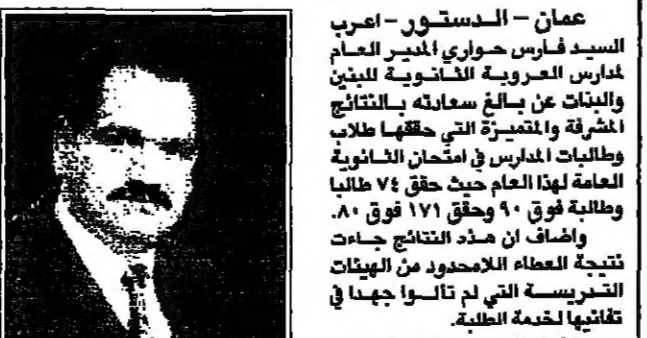 عمان - الدستور - اعرب
السيد فارس حواري المدير العام
لمدارس العروبة الثانوية للبنين
والبنات عن بالغ سعادته بالنتائج
المشرفة والمتميزة التي حققها طلاب
وطالبات المدارس في امتحان الثانوية
العامة لهذا العام حيث حقق ٧٤ طالبا
وطالبة فوق ٩٠ وحقق ١٧١ فوق ٨٠.
واضاف ان هذه النتائج جاءت
نتيجة العطاء اللامحدود من الهيئات
التدريسية التي لم تألوا جهدا في
تفانيها لخدمة الطلبة.